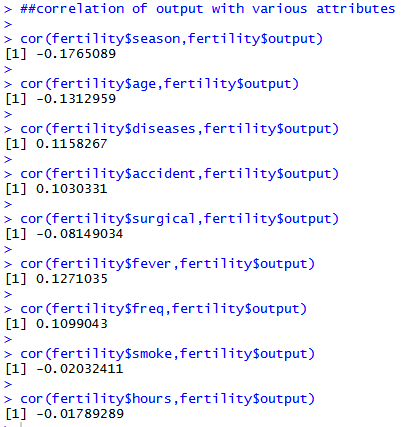 > ##correlation of output with various attributes
>
> cor(fertility$season,fertility$output)
[1] -0.1765089
>
> cor(fertility$age,fertility$output)
[1] -0.1312959
>
> cor(fertility$diseases,fertility$output)
[1] 0.1158267
>
> cor(fertility$accident,fertility$output)
[1] 0.1030331
>
> cor(fertility$surgical,fertility$output)
[1] -0.08149034
>
> cor(fertility$fever,fertility$output)
[1] 0.1271035
>
> cor(fertility$freq,fertility$output)
[1] 0.1099043
>
> cor(fertility$smoke,fertility$output)
[1] -0.02032411
>
> cor(fertility$hours,fertility$output)
[1] -0.01789289
>